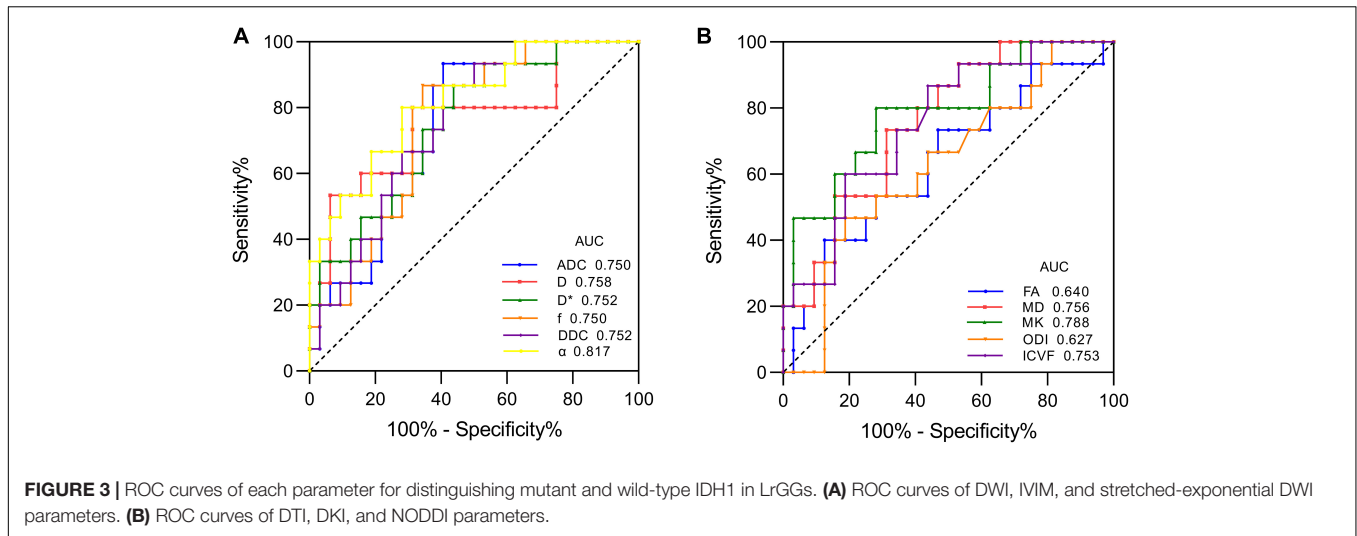 A
B
100
80
60
40
20
0
Sensitivity%
0
20
40
60
80
100
100% - Specificity%
AUC
ADC 0.750
D 0.758
D* 0.752
f 0.750
DDC 0.752
α 0.817
100
80
60
40
20
0
Sensitivity%
0
20
40
60
80
100
100% - Specificity%
AUC
FA 0.640
MD 0.756
MK 0.788
ODI 0.627
ICVF 0.753
FIGURE 3 | ROC curves of each parameter for distinguishing mutant and wild-type IDH1 in LrGGs. (A) ROC curves of DWI, IVIM, and stretched-exponential DWI
parameters. (B) ROC curves of DTI, DKI, and NODDI parameters.